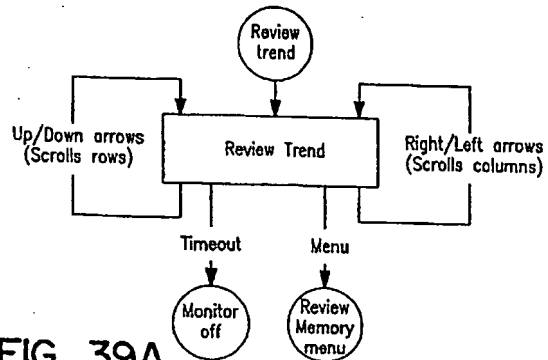 Review
trend
Up/Down arrows
(Scrolls rows)
Review Trend
Right/Left arrows
(Scrolls columns)
Timeout
Menu
Monitor
off
Review
Memory
menu
FIG. 39A